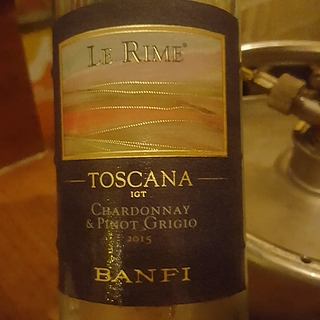 LE RIME®
TOSCANA
IGT
CHARDONNAY
& PINOT GRIGIO
2015
BANFI